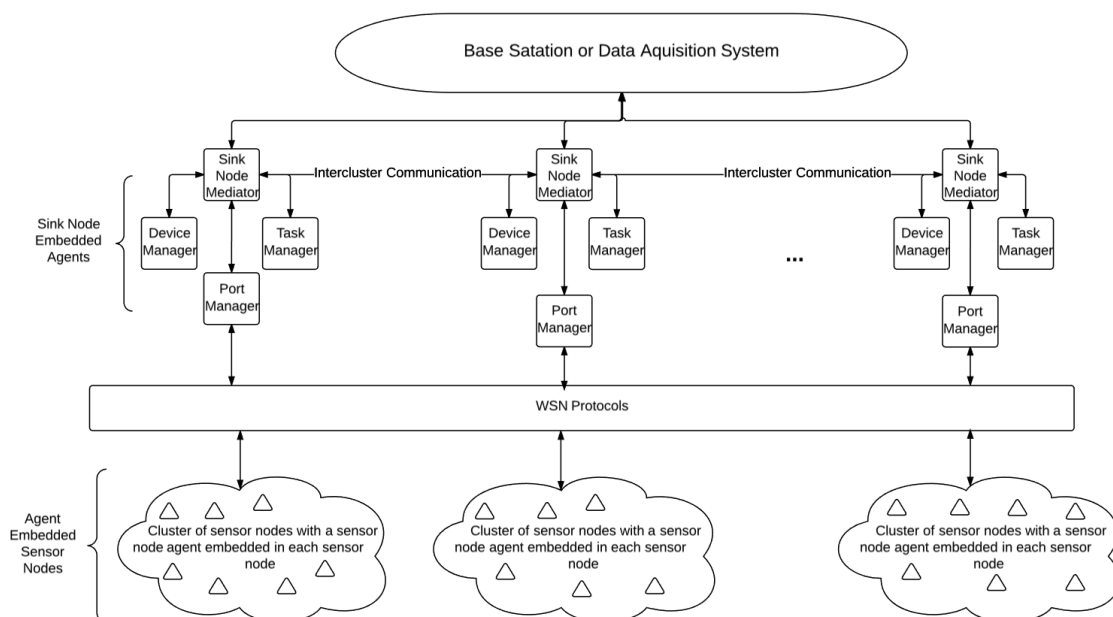 Base Satation or Data Aquisition System
Sink
Node
Mediator
Intercluster Communication
Sink
Node
Mediator
Intercluster Communication
Sink
Node
Mediator
Sink Node
Embedded
Agents
Device
Manager
Task
Manager
Device
Manager
Task
Manager
...
Device
Manager
Task
Manager
Port
Manager
Port
Manager
Port
Manager
WSN Protocols
Agent
Embedded
Sensor
Nodes
Cluster of sensor nodes with a sensor
node agent embedded in each sensor
node
Cluster of sensor nodes with a sensor
node agent embedded in each sensor
node
Cluster of sensor nodes with a sensor
node agent embedded in each sensor
node